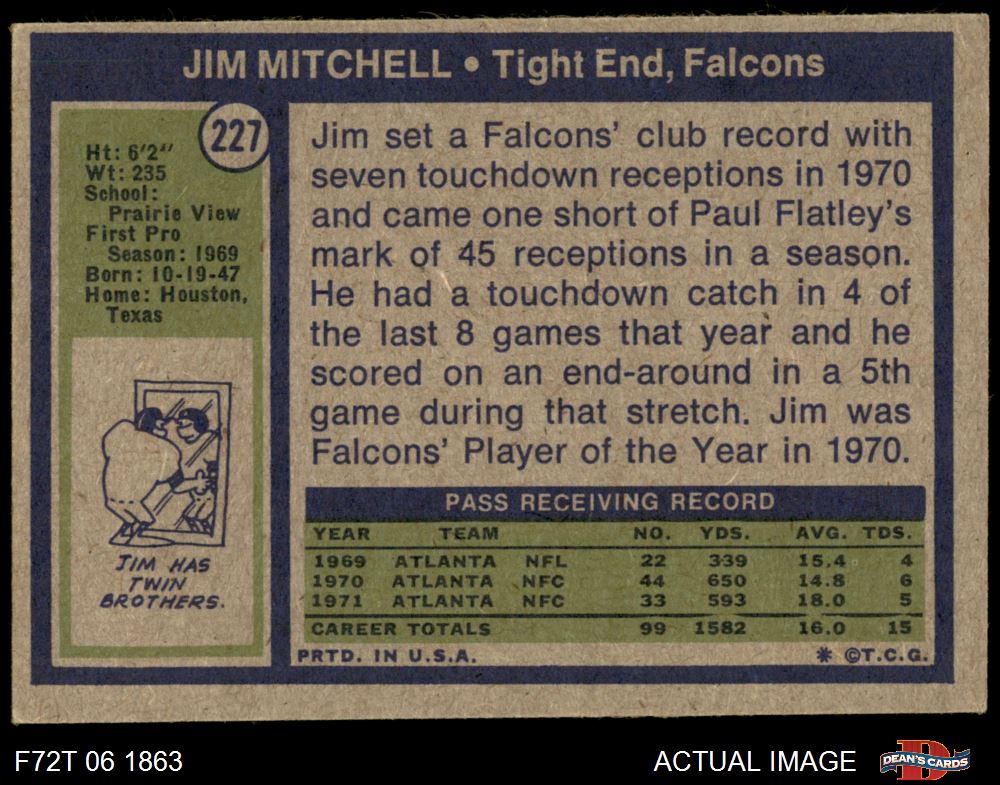 JIM MITCHELL • Tight End, Falcons
227
Ht: 6'2"
Wt: 235
School:
Prairie View
First Pro
Season: 1969
Born: 10-19-47
Home: Houston,
Texas
JIM HAS
TWIN
BROTHERS.
Jim set a Falcons' club record with
seven touchdown receptions in 1970
and came one short of Paul Flatley's
mark of 45 receptions in a season.
He had a touchdown catch in 4 of
the last 8 games that year and he
scored on an end-around in a 5th
game during that stretch. Jim was
Falcons' Player of the Year in 1970.
PASS RECEIVING RECORD
YEAR TEAM NO. YDS. AVG. TDS.
1969 ATLANTA NFL 22 339 15.4 4
1970 ATLANTA NFC 44 650 14.8 6
1971 ATLANTA NFC 33 593 18.0 5
CAREER TOTALS 99 1582 16.0 15
PRTD. IN U.S.A. * ©T.C.G.
F72T 06 1863 ACTUAL IMAGE D DEAN'S CARDS